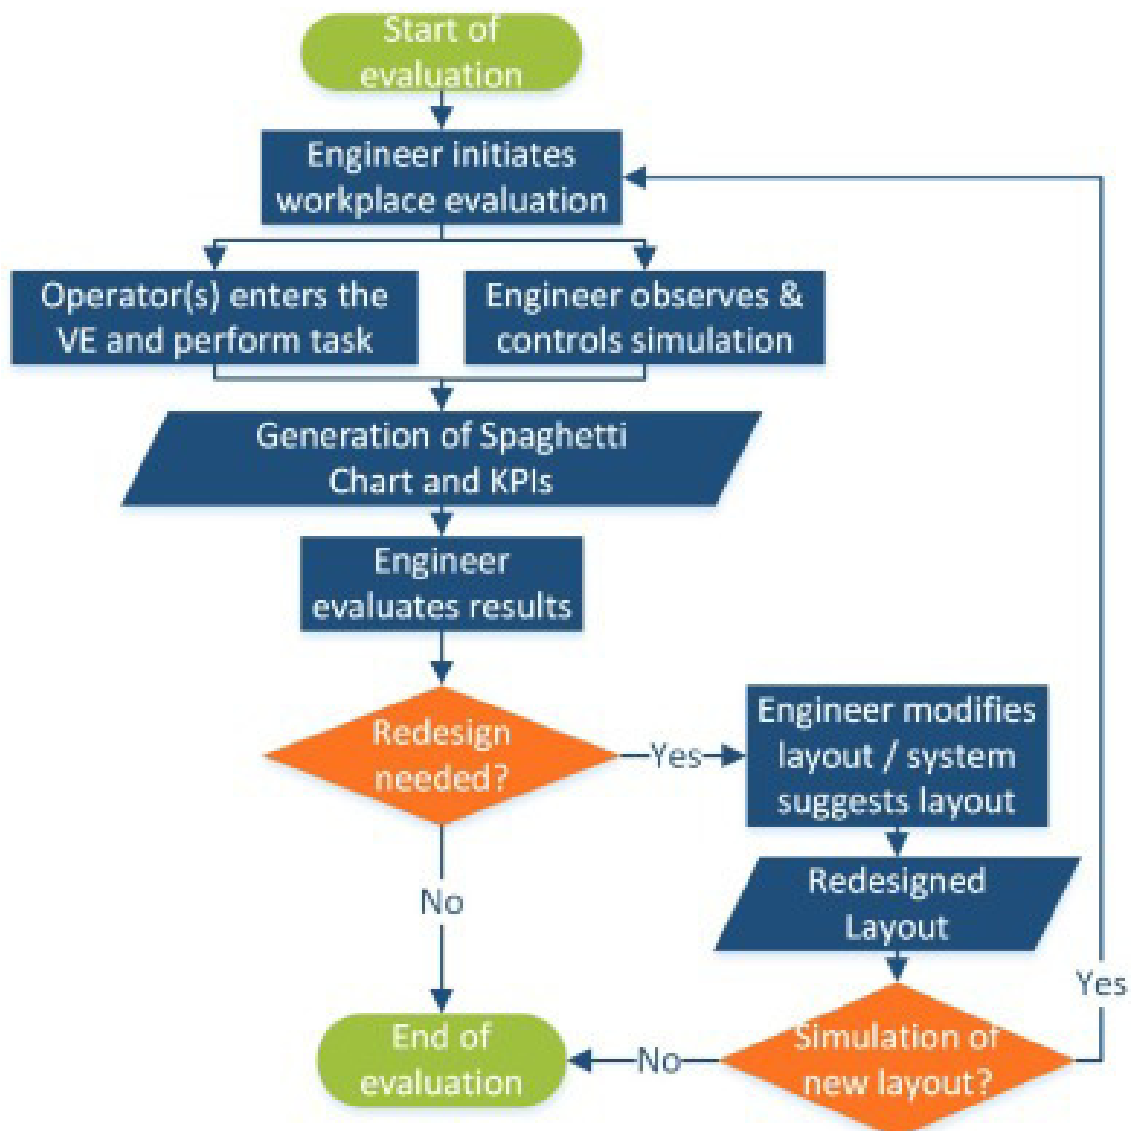 Start of
evaluation
Engineer initiates
workplace evaluation
Operator(s) enters the
VE and perform task
Engineer observes &
controls simulation
Generation of Spaghetti
Chart and KPIs
Engineer
evaluates results
Redesign
needed?
Yes
Engineer modifies
layout / system
suggests layout
No
Redesigned
Layout
Yes
Simulation of
new layout?
No
End of
evaluation